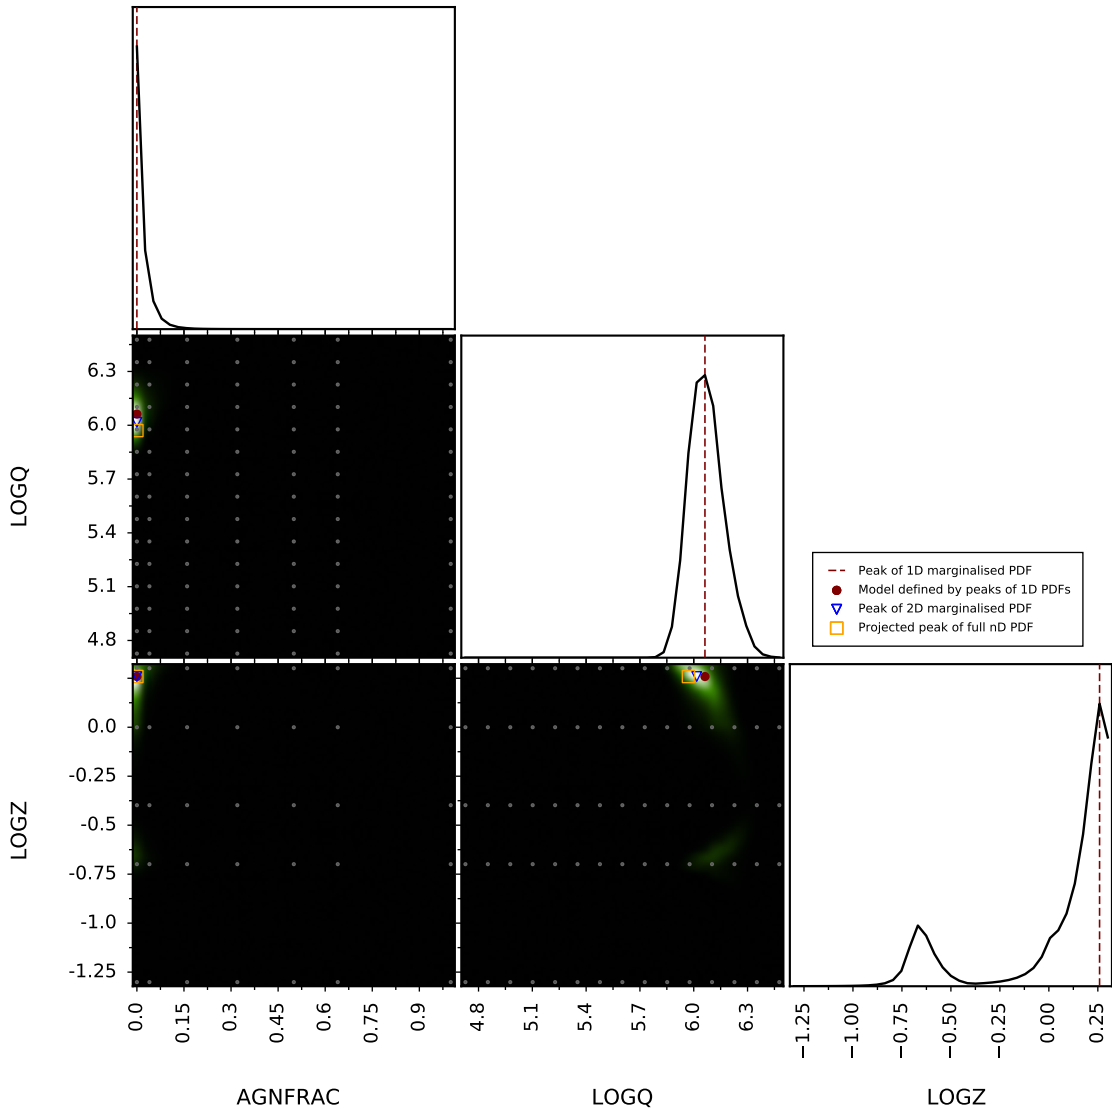 LOGQ
6.3
6.0
5.7
5.4
5.1
4.8
Peak of 1D marginalised PDF
Model defined by peaks of 1D PDFs
Peak of 2D marginalised PDF
Projected peak of full nD PDF
LOGZ
0.0
-0.25
-0.5
-0.75
-1.0
-1.25
0.0 0.15 0.3 0.45 0.6 0.75 0.9
4.8 5.1 5.4 5.7 6.0 6.3
−1.25 −1.00 −0.75 −0.50 −0.25 0.00 0.25
AGNFRAC LOGQ LOGZ